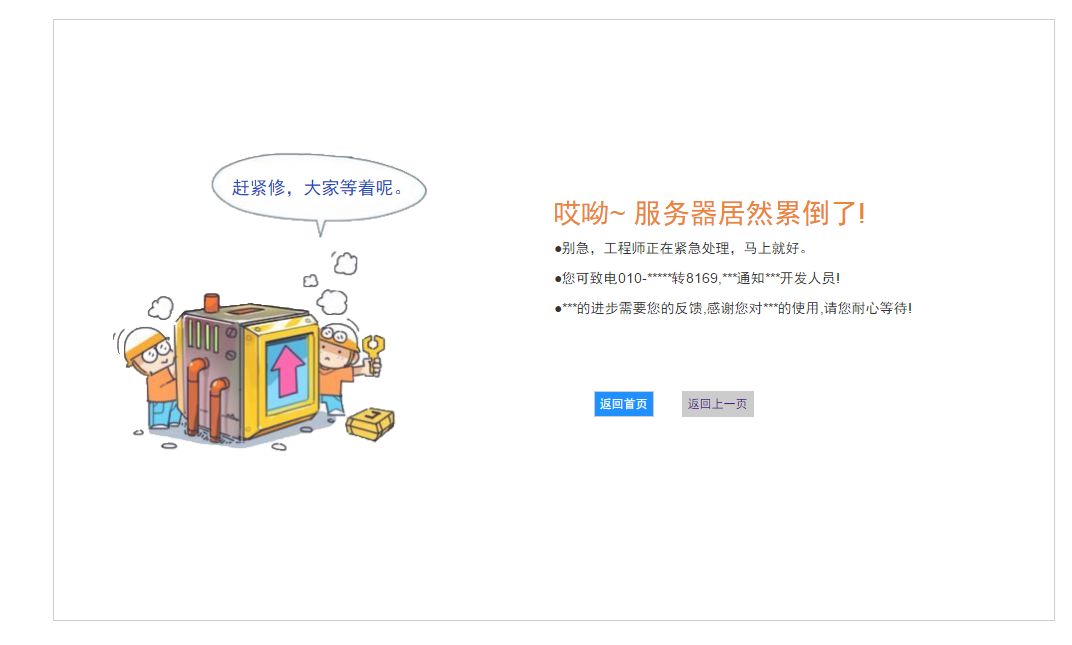 赶紧修，大家等着呢。
哎呦~ 服务器居然累倒了!
●别急，工程师正在紧急处理，马上就好。
●您可致电010-*****转8169,***通知***开发人员!
●***的进步需要您的反馈,感谢您对***的使用,请您耐心等待!
返回首页 返回上一页